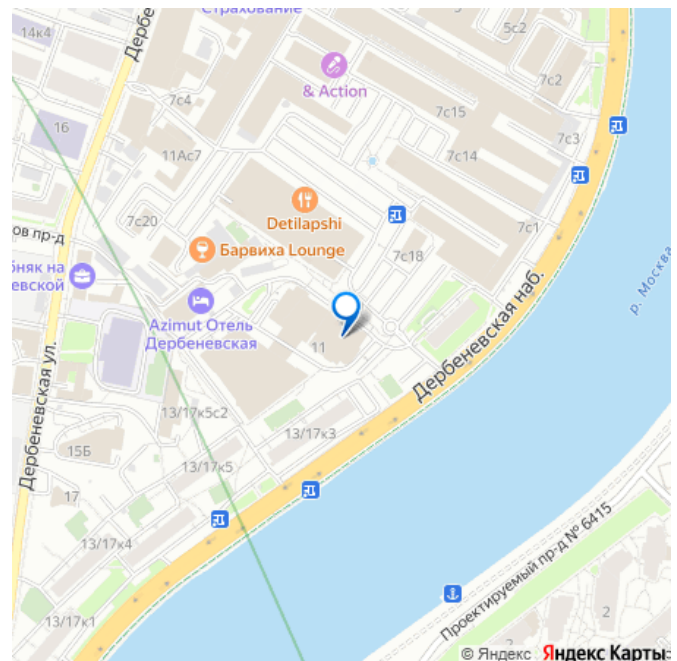 Страхование
14к4
Дербе
5с2
7с2
& Action
7с4
7с15
7с3
16
11Ас7
7с14
Detilapshi
7с20
7с1
ов пр-д
Барвиха Lounge
7с18
бняк на
евской
р. Москва
Azimut Отель
Дербеневская
11
Дербеневская наб.
Дербеневская ул.
13/17к5с2
13/17к3
15Б
13/17к5
17
13/17к4
Проектируемый пр-д № 6415
13/17к1
2
2
© Яндекс Яндекс Карты